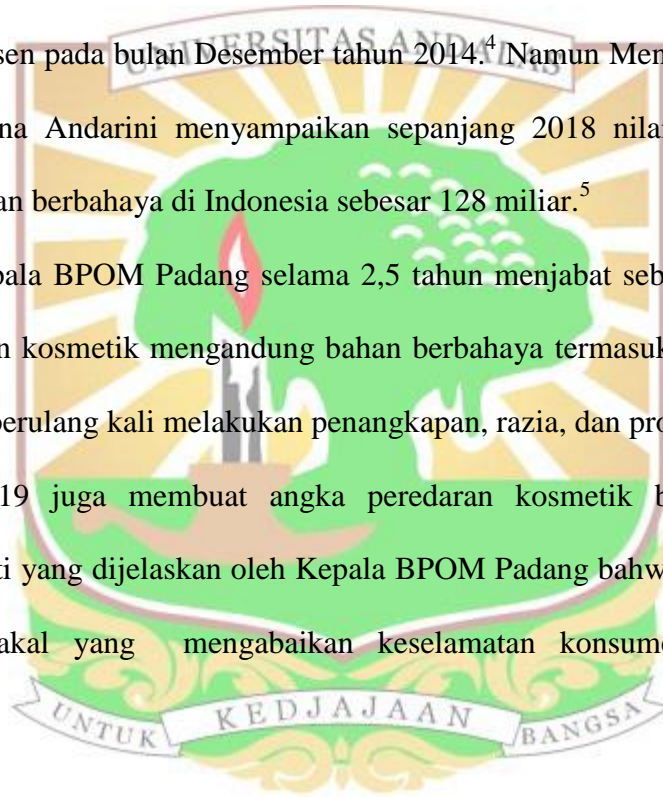 UNIVERSITAS ANDALAS
sen pada bulan Desember tahun 2014.⁴ Namun Men
na Andarini menyampaikan sepanjang 2018 nila
an berbahaya di Indonesia sebesar 128 miliar.⁵
pala BPOM Padang selama 2,5 tahun menjabat seb
n kosmetik mengandung bahan berbahaya termasuk
perulang kali melakukan penangkapan, razia, dan pro
19 juga membuat angka peredaran kosmetik b
ti yang dijelaskan oleh Kepala BPOM Padang bahw
akal yang mengabaikan keselamatan konsum
UNTUK KEDJAJAAN BANGSA